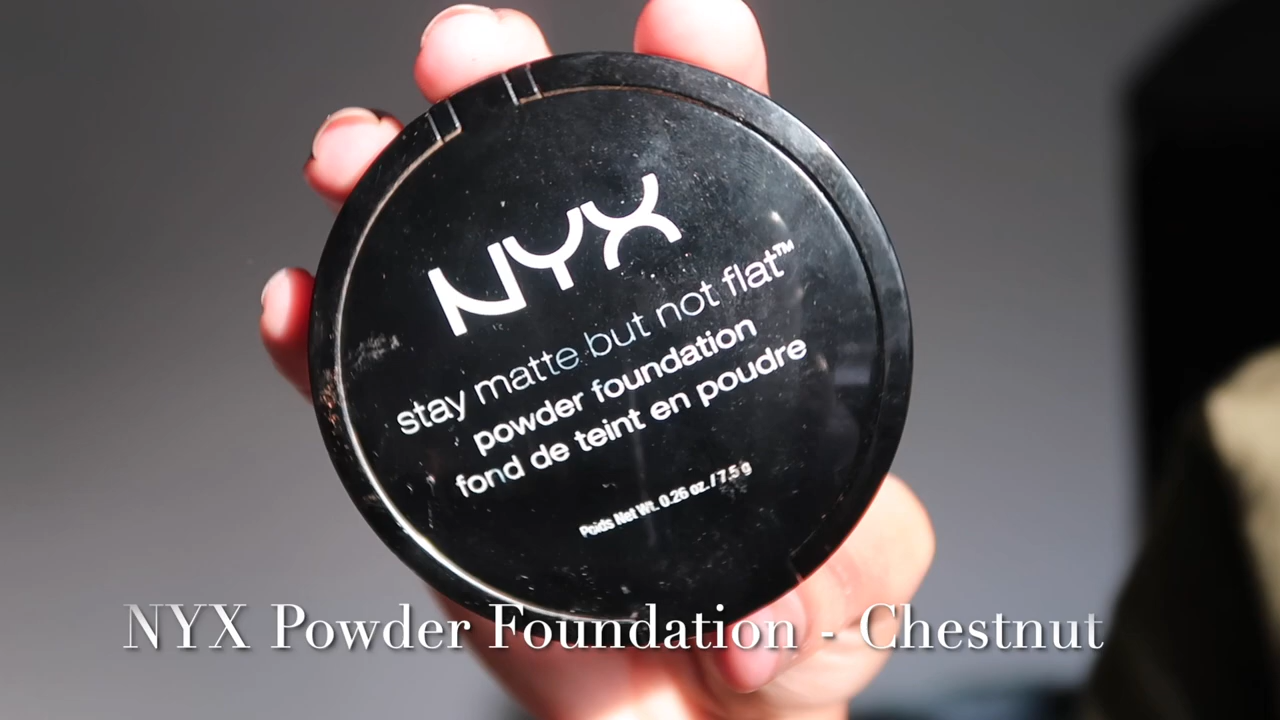 NYX
stay matte but not flat™
powder foundation
fond de teint en poudre
Poids Net Wt. 0.26 oz. / 7.5 g
NYX Powder Foundation - Chestnut